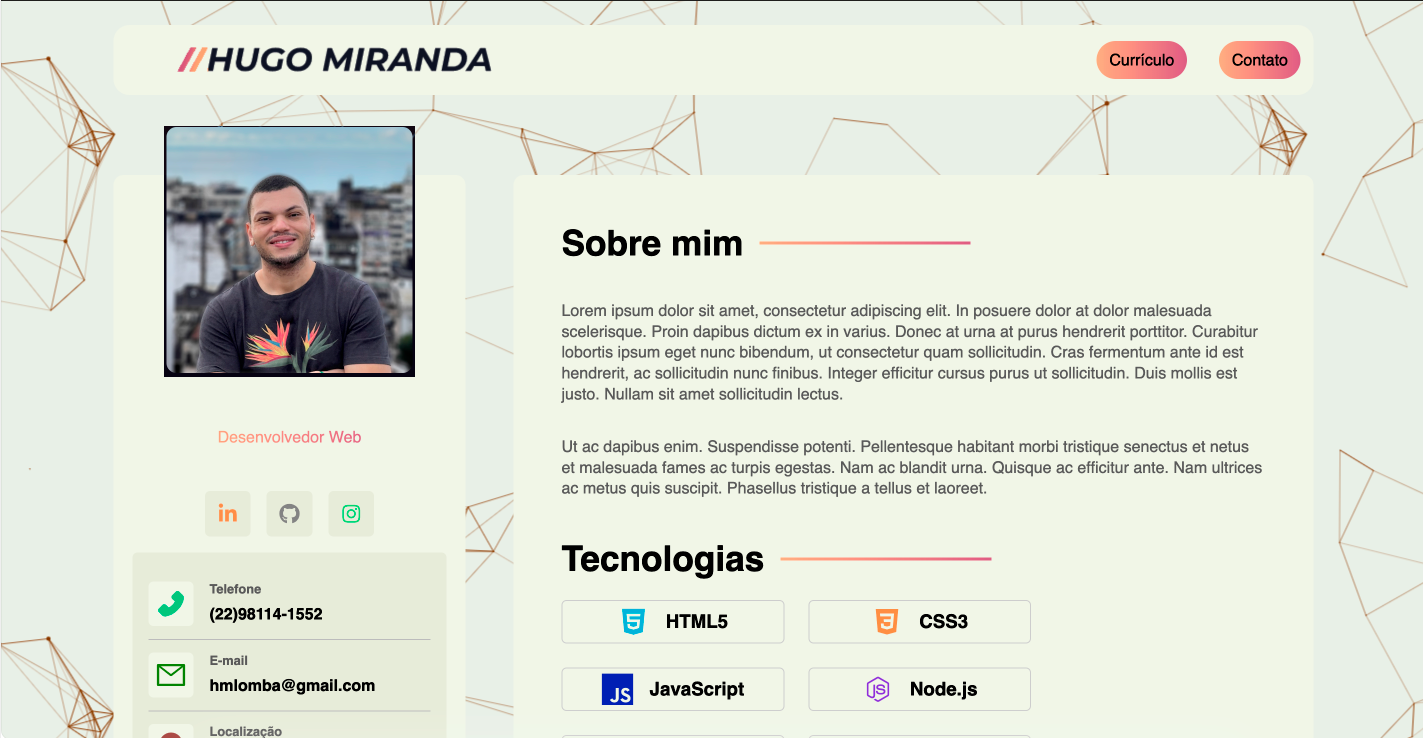 //HUGO MIRANDA
Currículo
Contato
Desenvolvedor Web
in
Telefone
(22)98114-1552
E-mail
hmlomba@gmail.com
Localização
Sobre mim
Lorem ipsum dolor sit amet, consectetur adipiscing elit. In posuere dolor at dolor malesuada
scelerisque. Proin dapibus dictum ex in varius. Donec at urna at purus hendrerit porttitor. Curabitur
lobortis ipsum eget nunc bibendum, ut consectetur quam sollicitudin. Cras fermentum ante id est
hendrerit, ac sollicitudin nunc finibus. Integer efficitur cursus purus ut sollicitudin. Duis mollis est
justo. Nullam sit amet sollicitudin lectus.
Ut ac dapibus enim. Suspendisse potenti. Pellentesque habitant morbi tristique senectus et netus
et malesuada fames ac turpis egestas. Nam ac blandit urna. Quisque ac efficitur ante. Nam ultrices
ac metus quis suscipit. Phasellus tristique a tellus et laoreet.
Tecnologias
5 HTML5
3 CSS3
JS JavaScript
JS Node.js